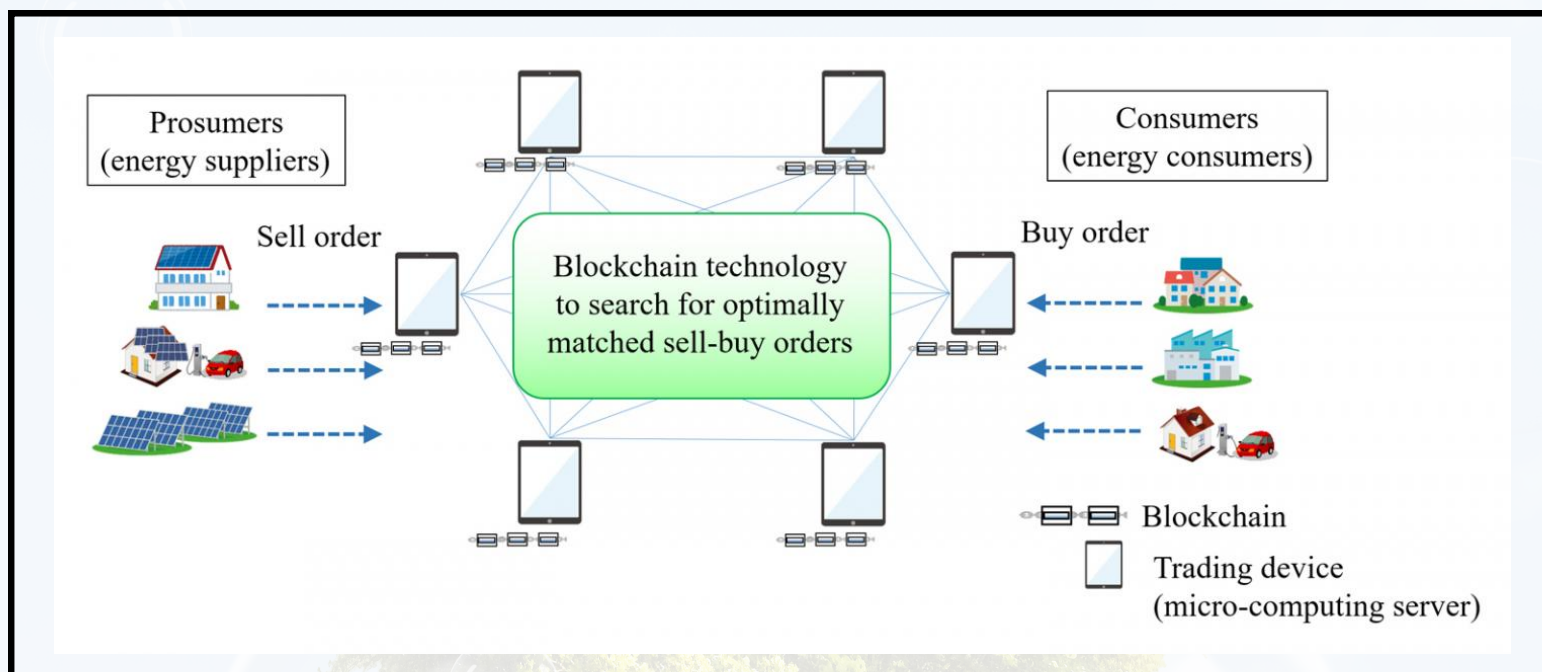 Prosumers
(energy suppliers)
Consumers
(energy consumers)
Sell order
Buy order
Blockchain technology
to search for optimally
matched sell-buy orders
Blockchain
Trading device
(micro-computing server)